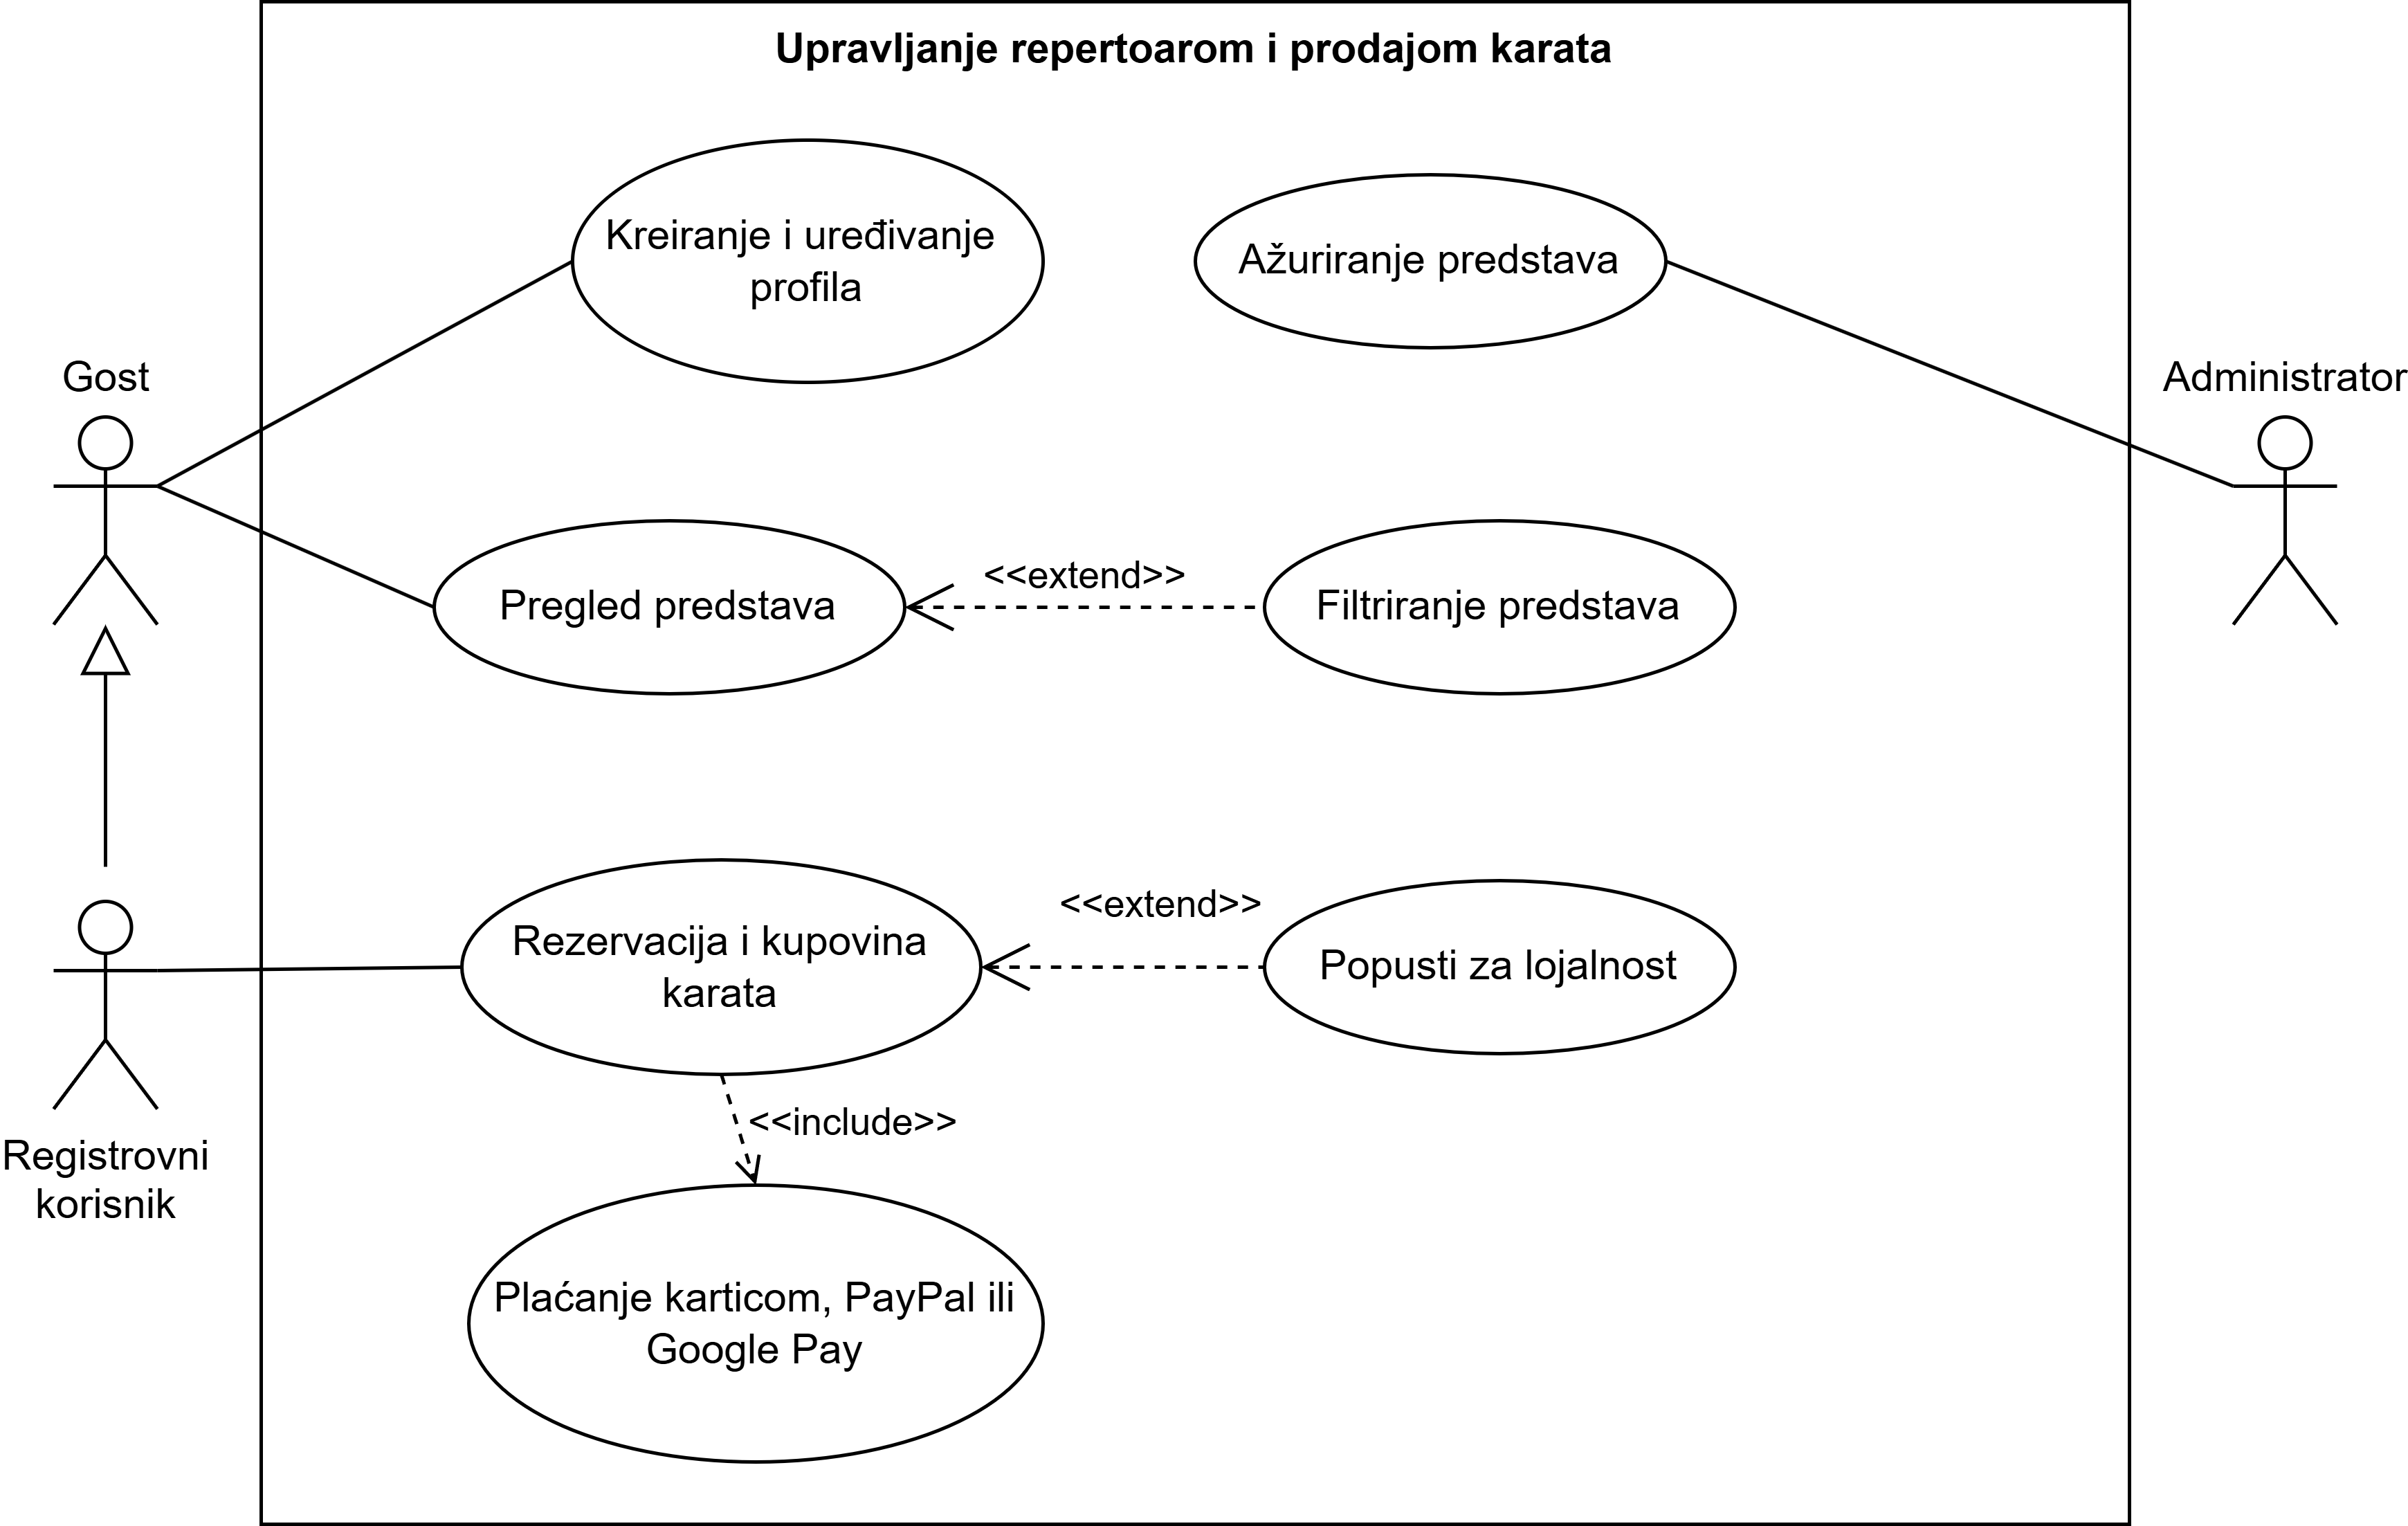 Upravljanje repertoarom i prodajom karata
Kreiranje i uređivanje
profila
Ažuriranje predstava
Gost
Administrator
Pregled predstava
<<extend>>
Filtriranje predstava
Rezervacija i kupovina
karata
<<extend>>
Popusti za lojalnost
<<include>>
Registrovni
korisnik
Plaćanje karticom, PayPal ili
Google Pay